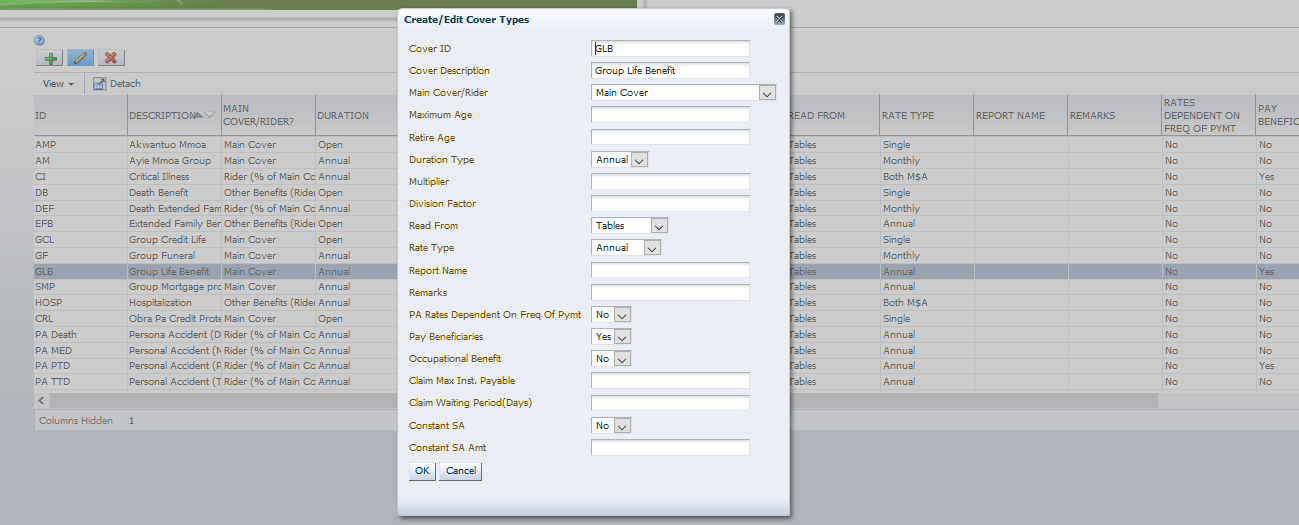 Create/Edit Cover Types
Cover ID GLB
Cover Description Group Life Benefit
Main Cover/Rider Main Cover
Maximum Age
Retire Age
Duration Type Annual
Multiplier
Division Factor
Read From Tables
Rate Type Annual
Report Name
Remarks
PA Rates Dependent On Freq Of Pymt No
Pay Beneficiaries Yes
Occupational Benefit No
Claim Max Inst. Payable
Claim Waiting Period(Days)
Constant SA No
Constant SA Amt
OK Cancel
View Detach
ID DESCRIPTION MAIN COVER/RIDER? DURATION READ FROM RATE TYPE REPORT NAME REMARKS RATES DEPENDENT ON FREQ OF PYMT PAY BENEFIC
AMP Akwantuo Mmoa Main Cover Open Tables Single No No
AM Ayie Mmoa Group Main Cover Annual Tables Monthly No No
CI Critical Illness Rider (% of Main Co Annual Tables Both M$A No Yes
DB Death Benefit Other Benefits (Rider Open Tables Single No No
DEF Death Extended Fam Rider (% of Main Co Annual Tables Monthly No No
EFB Extended Family Ber Other Benefits (Rider Annual Tables Annual No No
GCL Group Credit Life Main Cover Open Tables Single No No
GF Group Funeral Main Cover Annual Tables Monthly No No
GLB Group Life Benefit Main Cover Annual Tables Annual No Yes
SMP Group Mortgage pro Main Cover Annual Tables Annual No No
HOSP Hospitalization Other Benefits (Rider Annual Tables Both M$A No No
CRL Obra Pa Credit Prote Main Cover Open Tables Single No No
PA Death Persona Accident (D Rider (% of Main Co Annual Tables Annual No No
PA MED Personal Accident (M Rider (% of Main Co Annual Tables Annual No No
PA PTD Personal Accident (P Rider (% of Main Co Annual Tables Annual No Yes
PA TTD Personal Accident (T Rider (% of Main Co Annual Tables Annual No No
Columns Hidden 1